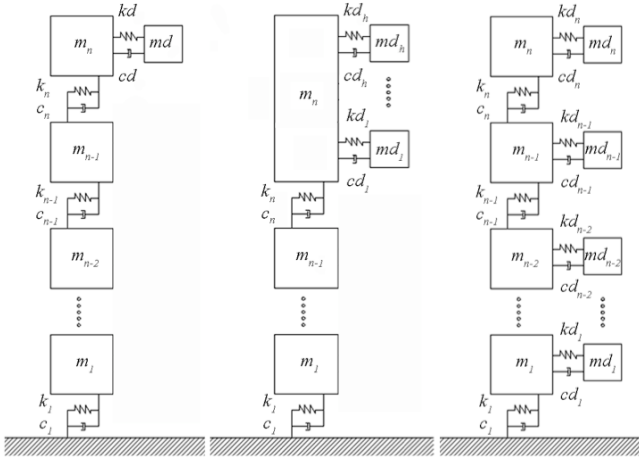 m_n kd md cd
k_n
c_n
m_{n-1}
k_{n-1}
c_{n-1}
m_{n-2}
m_1
k_1
c_1
m_n
kd_h
md_h
cd_h
kd_1
md_1
cd_1
k_n
c_n
m_{n-1}
m_1
k_1
c_1
m_n
kd_n
md_n
cd_n
k_n
c_n
m_{n-1}
kd_{n-1}
md_{n-1}
cd_{n-1}
k_{n-1}
c_{n-1}
m_{n-2}
kd_{n-2}
md_{n-2}
cd_{n-2}
m_1
kd_1
md_1
cd_1
k_1
c_1